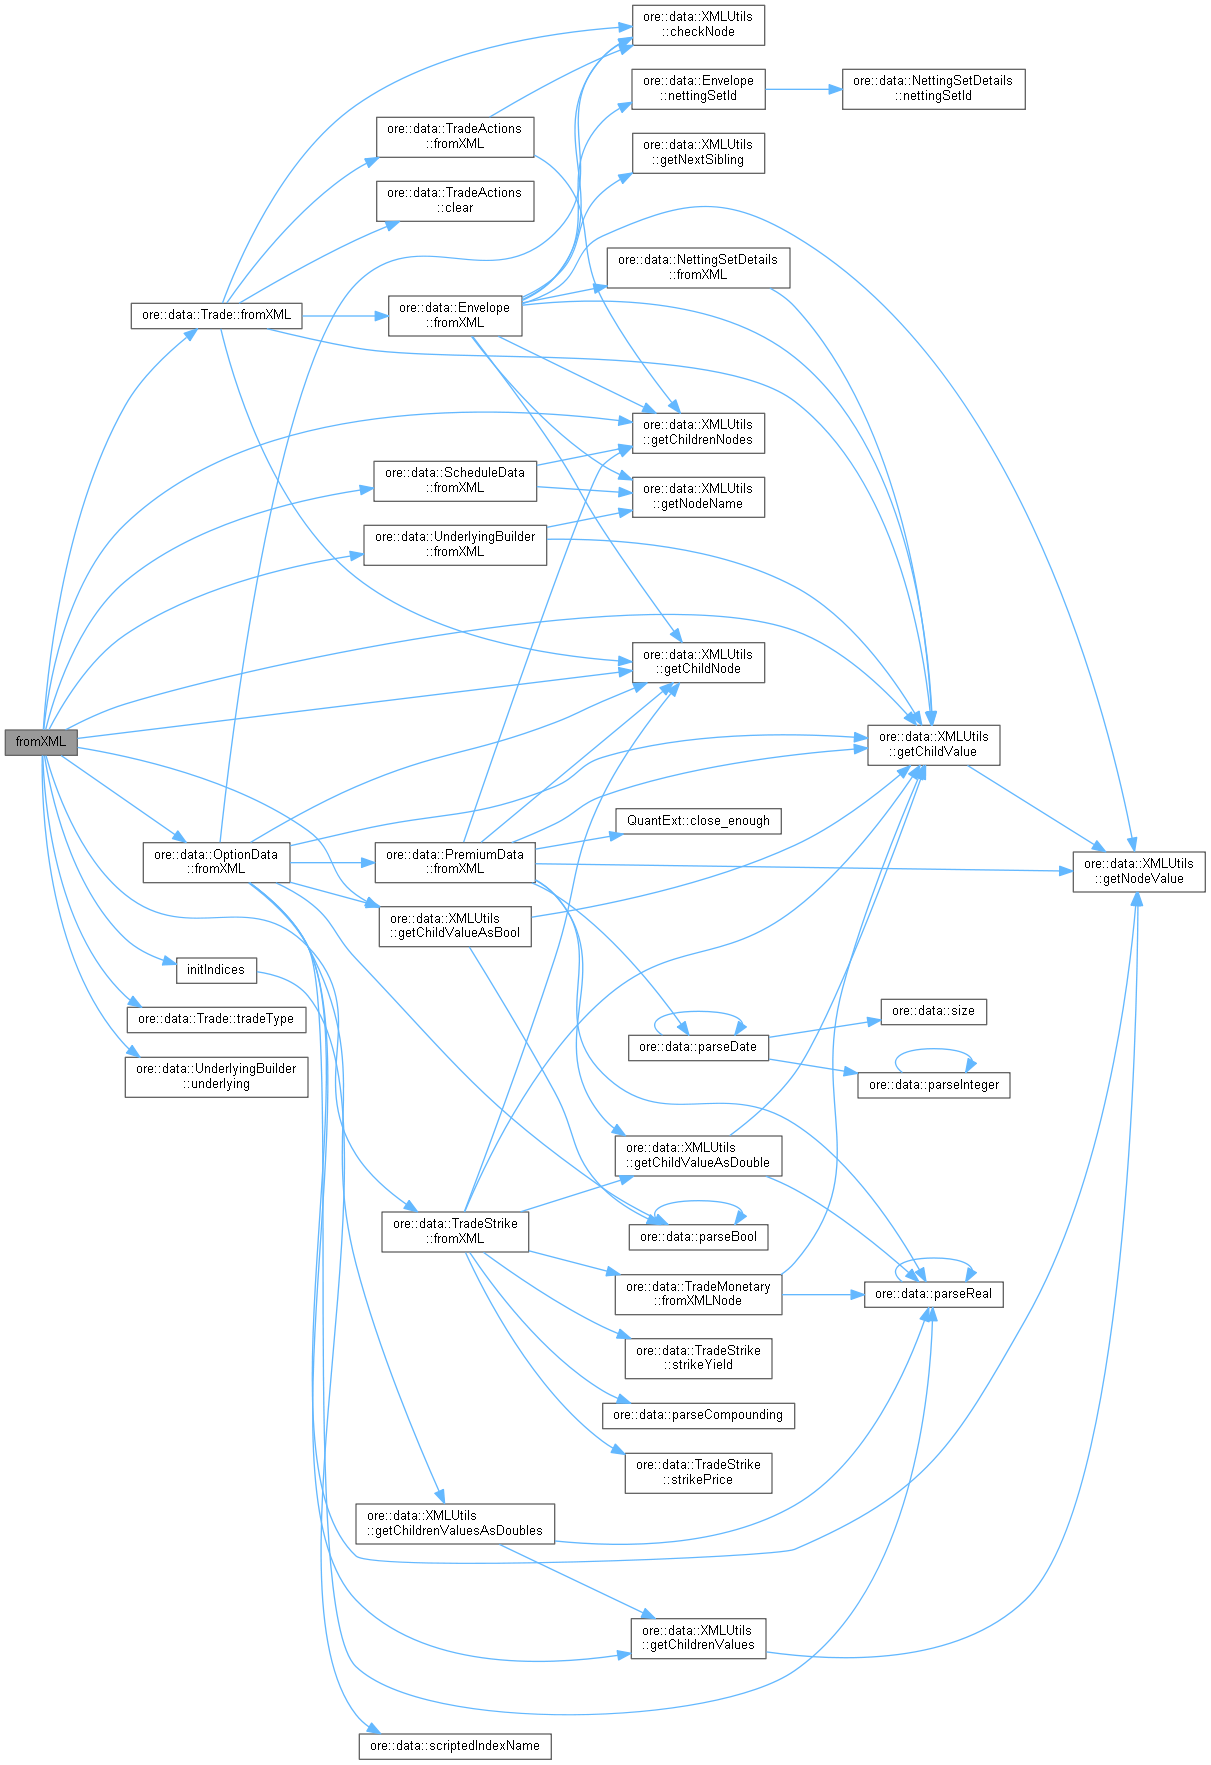 ore::data::XMLUtils
::checkNode
ore::data::Envelope
::nettingSetId
ore::data::NettingSetDetails
::nettingSetId
ore::data::TradeActions
::fromXML
ore::data::XMLUtils
::getNextSibling
ore::data::TradeActions
::clear
ore::data::NettingSetDetails
::fromXML
ore::data::Trade::fromXML
ore::data::Envelope
::fromXML
ore::data::XMLUtils
::getChildrenNodes
ore::data::ScheduleData
::fromXML
ore::data::XMLUtils
::getNodeName
ore::data::UnderlyingBuilder
::fromXML
ore::data::XMLUtils
::getChildNode
fromXML
ore::data::XMLUtils
::getChildValue
QuantExt::close_enough
ore::data::OptionData
::fromXML
ore::data::PremiumData
::fromXML
ore::data::XMLUtils
::getNodeValue
ore::data::XMLUtils
::getChildValueAsBool
initIndices
ore::data::size
ore::data::Trade::tradeType
ore::data::parseDate
ore::data::UnderlyingBuilder
::underlying
ore::data::parseInteger
ore::data::XMLUtils
::getChildValueAsDouble
ore::data::TradeStrike
::fromXML
ore::data::parseBool
ore::data::TradeMonetary
::fromXMLNode
ore::data::parseReal
ore::data::TradeStrike
::strikeYield
ore::data::parseCompounding
ore::data::TradeStrike
::strikePrice
ore::data::XMLUtils
::getChildrenValuesAsDoubles
ore::data::XMLUtils
::getChildrenValues
ore::data::scriptedIndexName